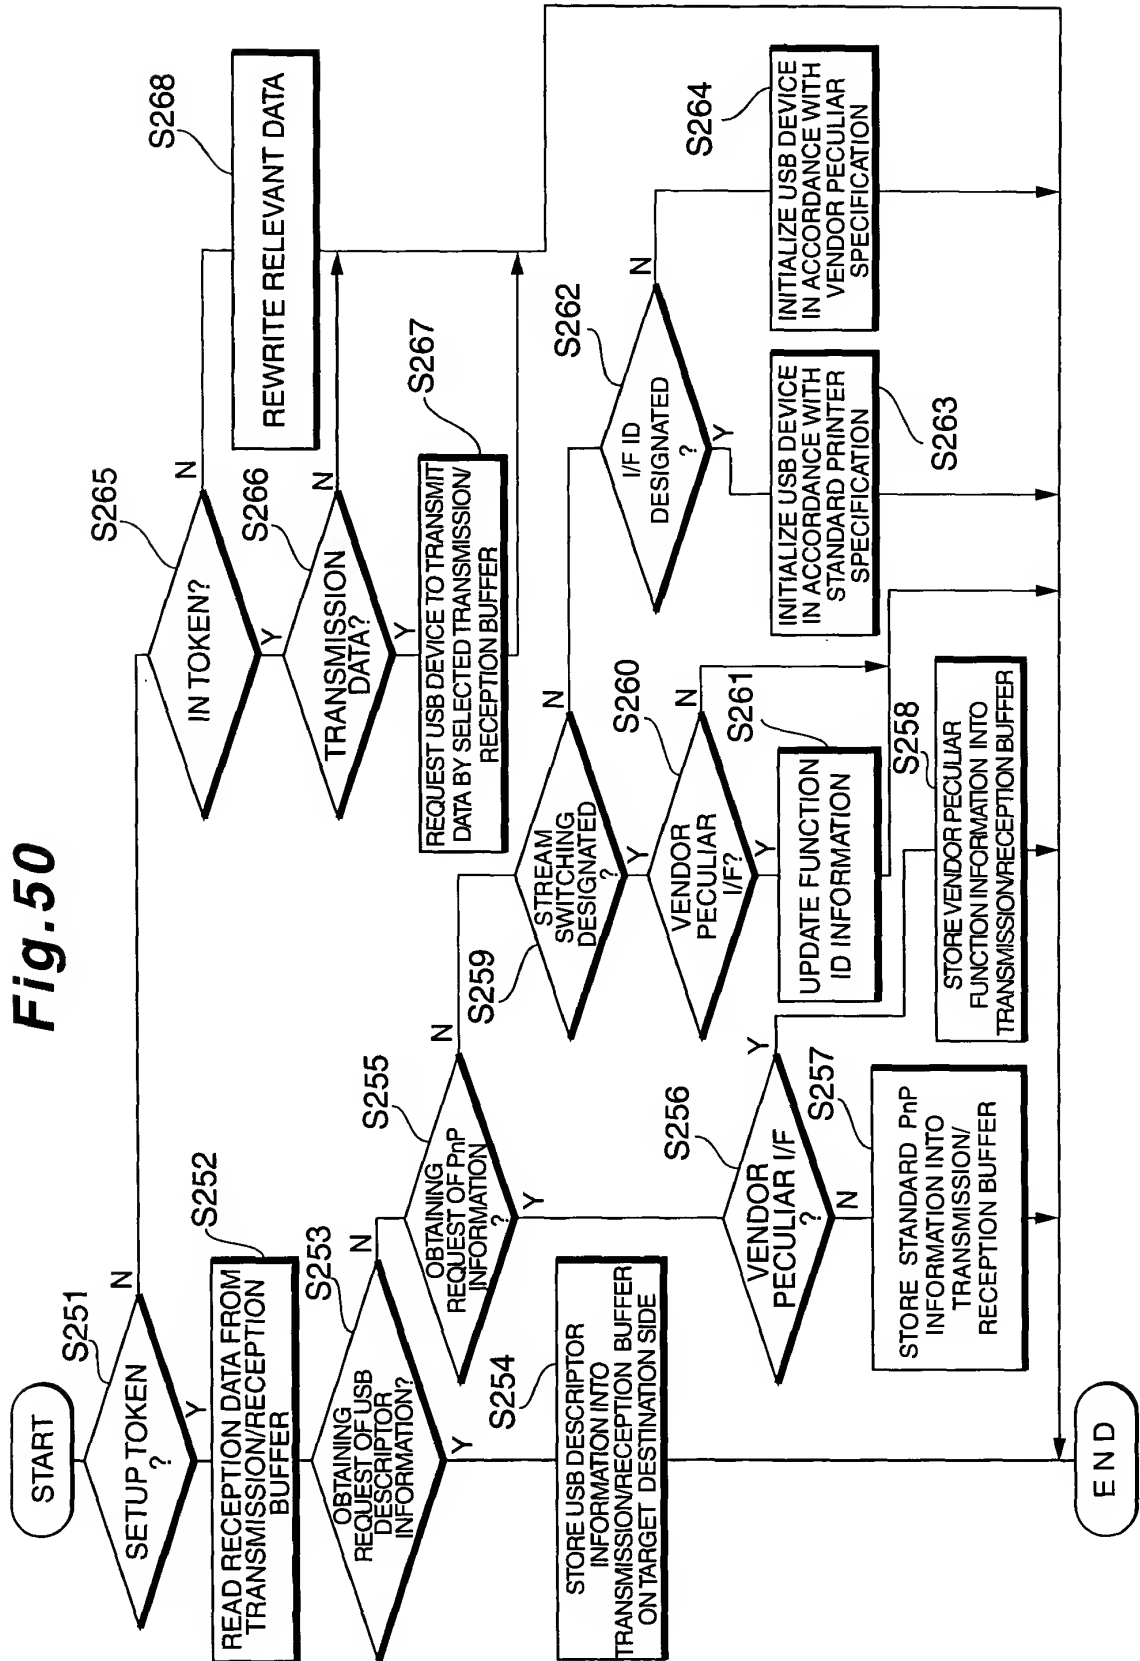 Fig.50
START
S251
SETUP TOKEN
?
N
Y
S252
READ RECEPTION DATA FROM
TRANSMISSION/RECEPTION
BUFFER
S253
OBTAINING
REQUEST OF USB
DESCRIPTOR
INFORMATION?
N
Y
S254
STORE USB DESCRIPTOR
INFORMATION INTO
TRANSMISSION/RECEPTION BUFFER
ON TARGET DESTINATION SIDE
S255
OBTAINING
REQUEST OF PnP
INFORMATION
?
N
Y
S256
VENDOR
PECULIAR I/F
?
Y
N
S257
STORE STANDARD PnP
INFORMATION INTO
TRANSMISSION/
RECEPTION BUFFER
S258
STORE VENDOR PECULIAR
FUNCTION INFORMATION INTO
TRANSMISSION/RECEPTION BUFFER
S259
STREAM
SWITCHING
DESIGNATED
?
N
Y
S260
VENDOR
PECULIAR
I/F?
N
Y
S261
UPDATE FUNCTION
ID INFORMATION
S262
I/F ID
DESIGNATED
?
N
Y
S263
INITIALIZE USB DEVICE
IN ACCORDANCE WITH
STANDARD PRINTER
SPECIFICATION
S264
INITIALIZE USB DEVICE
IN ACCORDANCE WITH
VENDOR PECULIAR
SPECIFICATION
S265
IN TOKEN?
N
Y
S266
TRANSMISSION
DATA?
N
Y
S267
REQUEST USB DEVICE TO TRANSMIT
DATA BY SELECTED TRANSMISSION/
RECEPTION BUFFER
S268
REWRITE RELEVANT DATA
END